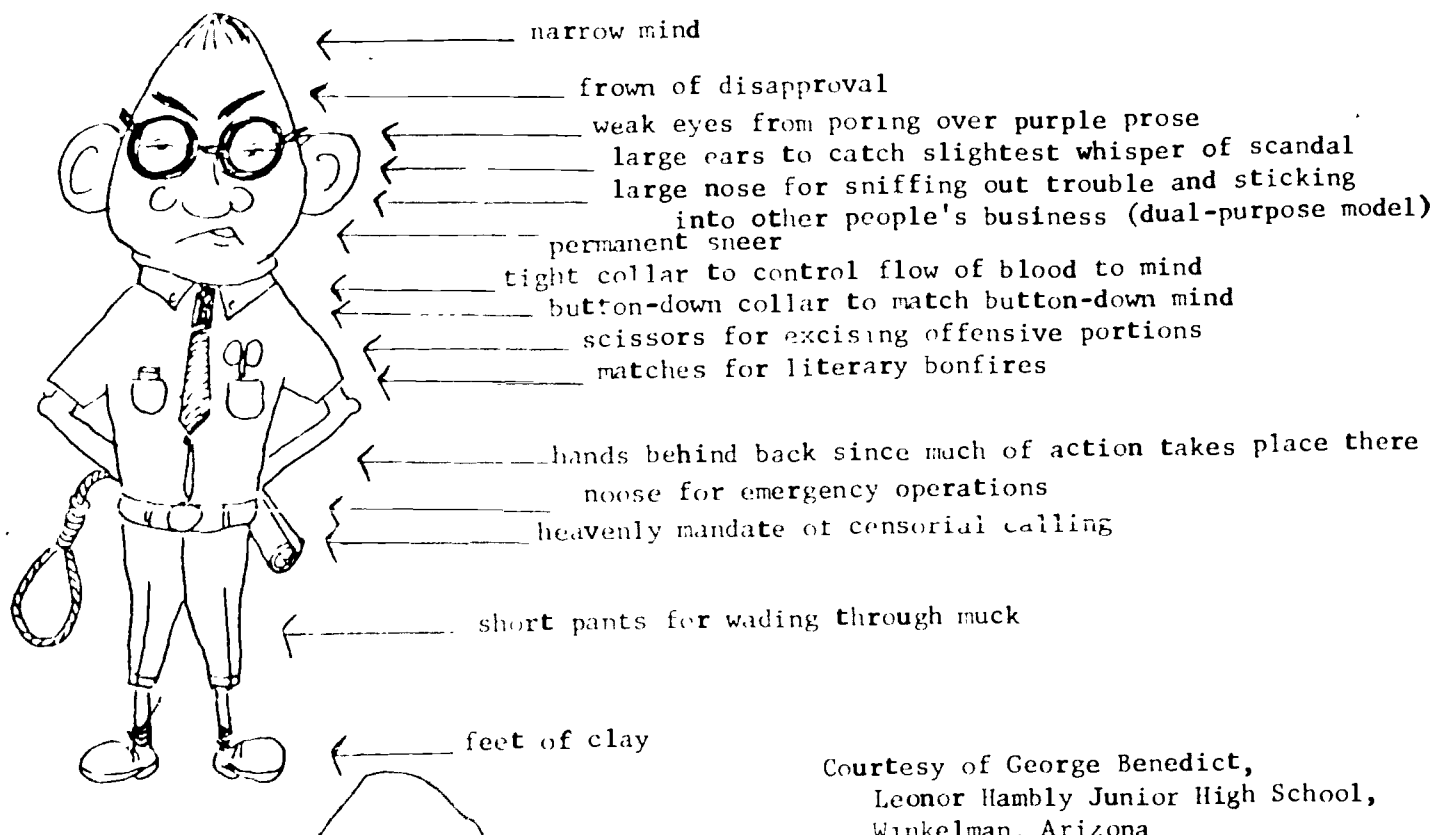 narrow mind
frown of disapproval
weak eyes from poring over purple prose
large ears to catch slightest whisper of scandal
large nose for sniffing out trouble and sticking
into other people's business (dual-purpose model)
permanent sneer
tight collar to control flow of blood to mind
button-down collar to match button-down mind
scissors for excising offensive portions
matches for literary bonfires
hands behind back since much of action takes place there
noose for emergency operations
heavenly mandate of censorial calling
short pants for wading through muck
feet of clay
Courtesy of George Benedict,
Leonor Hambly Junior High School,
Winkelman, Arizona